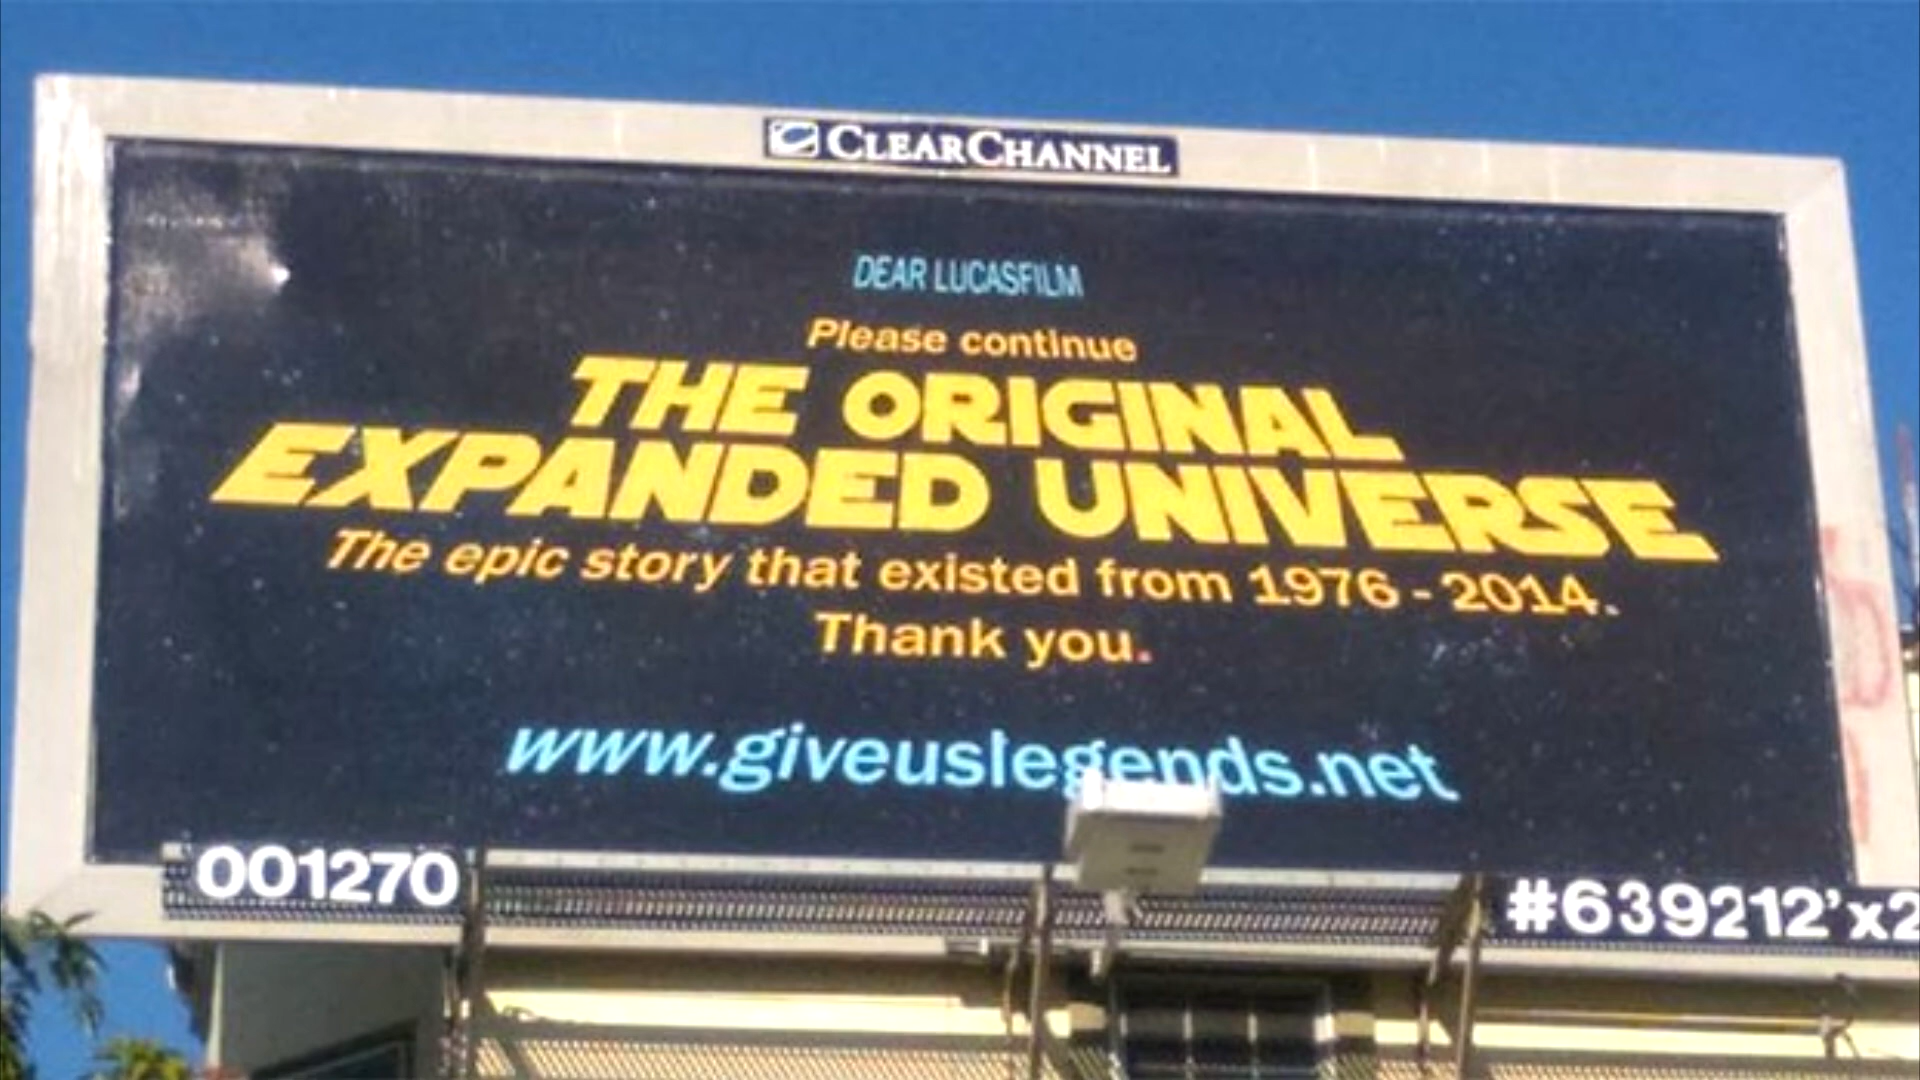 CLEARCHANNEL
DEAR LUCASFILM
Please continue
THE ORIGINAL
EXPANDED UNIVERSE
The epic story that existed from 1976 - 2014.
Thank you.
www.giveuslegends.net
001270
#639212'x2